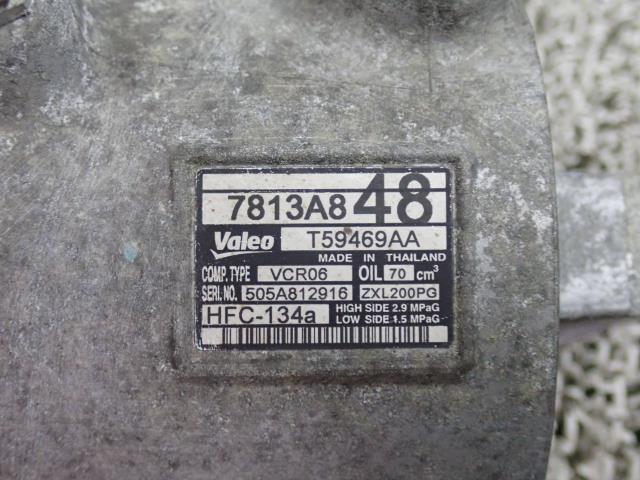 7813A848
Valeo T59469AA
MADE IN THAILAND
COMP. TYPE VCR06 OIL 70 cm³
SERI.NO. 505A812916 ZXL200PG
HFC-134a HIGH SIDE 2.9 MPaG
LOW SIDE 1.5 MPaG